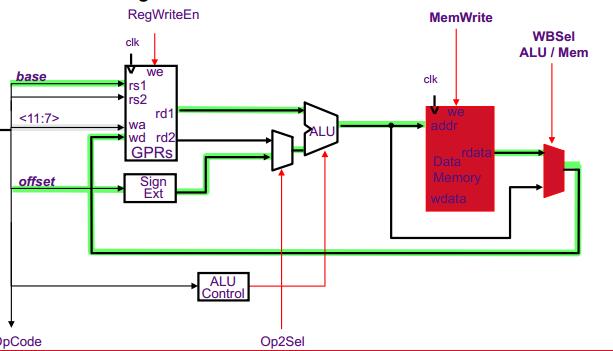 RegWriteEn
MemWrite
WBSel
ALU / Mem
clk
clk
base
we
rs1
rs2
rd1
<11:7>
wa
wd
rd2
GPRs
ALU
we
addr
rdata
Data
Memory
wdata
offset
Sign
Ext
ALU
Control
OpCode
Op2Sel